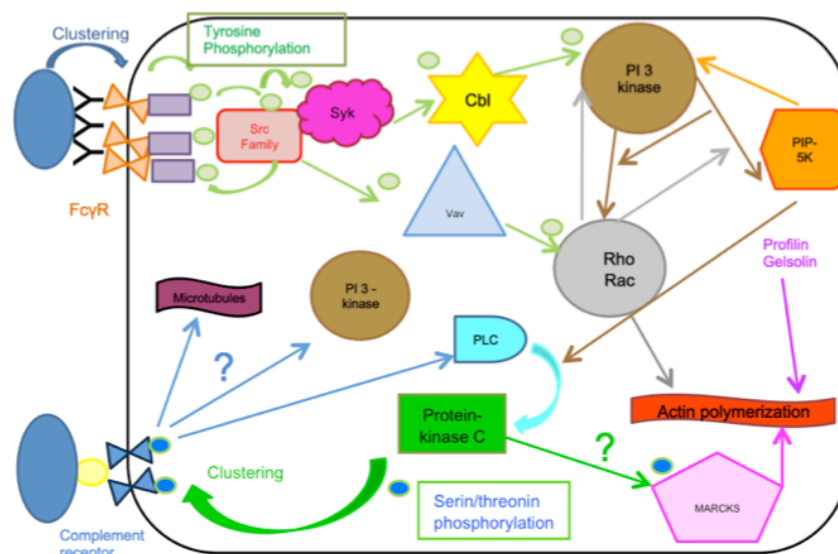 Clustering
Tyrosine
Phosphorylation
PI 3
kinase
Cbl
Syk
Src
Family
PIP-
5K
Vav
FcγR
Rho
Rac
Profilin
Gelsolin
Microtubules
PI 3 -
kinase
?
PLC
Actin polymerization
Protein-
kinase C
?
Clustering
Serin/threonin
phosphorylation
MARCKS
Complement
receptor